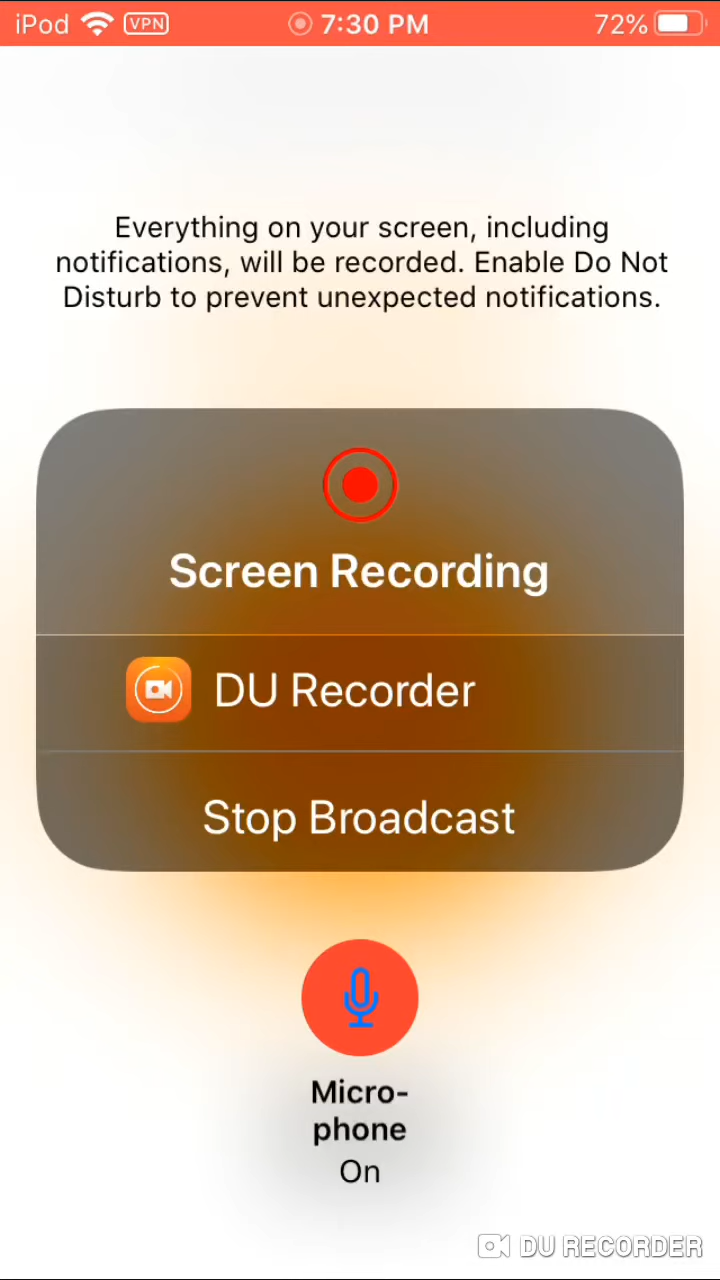 iPod VPN 7:30 PM 72%
Everything on your screen, including
notifications, will be recorded. Enable Do Not
Disturb to prevent unexpected notifications.
Screen Recording
DU Recorder
Stop Broadcast
Micro-
phone
On
DU RECORDER